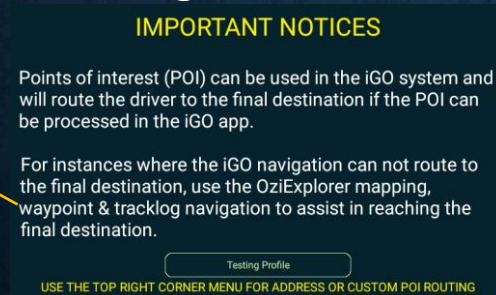 IMPORTANT NOTICES
Points of interest (POI) can be used in the iGO system and
will route the driver to the final destination if the POI can
be processed in the iGO app.
For instances where the iGO navigation can not route to
the final destination, use the OziExplorer mapping,
waypoint & tracklog navigation to assist in reaching the
final destination.
Testing Profile
USE THE TOP RIGHT CORNER MENU FOR ADDRESS OR CUSTOM POI ROUTING